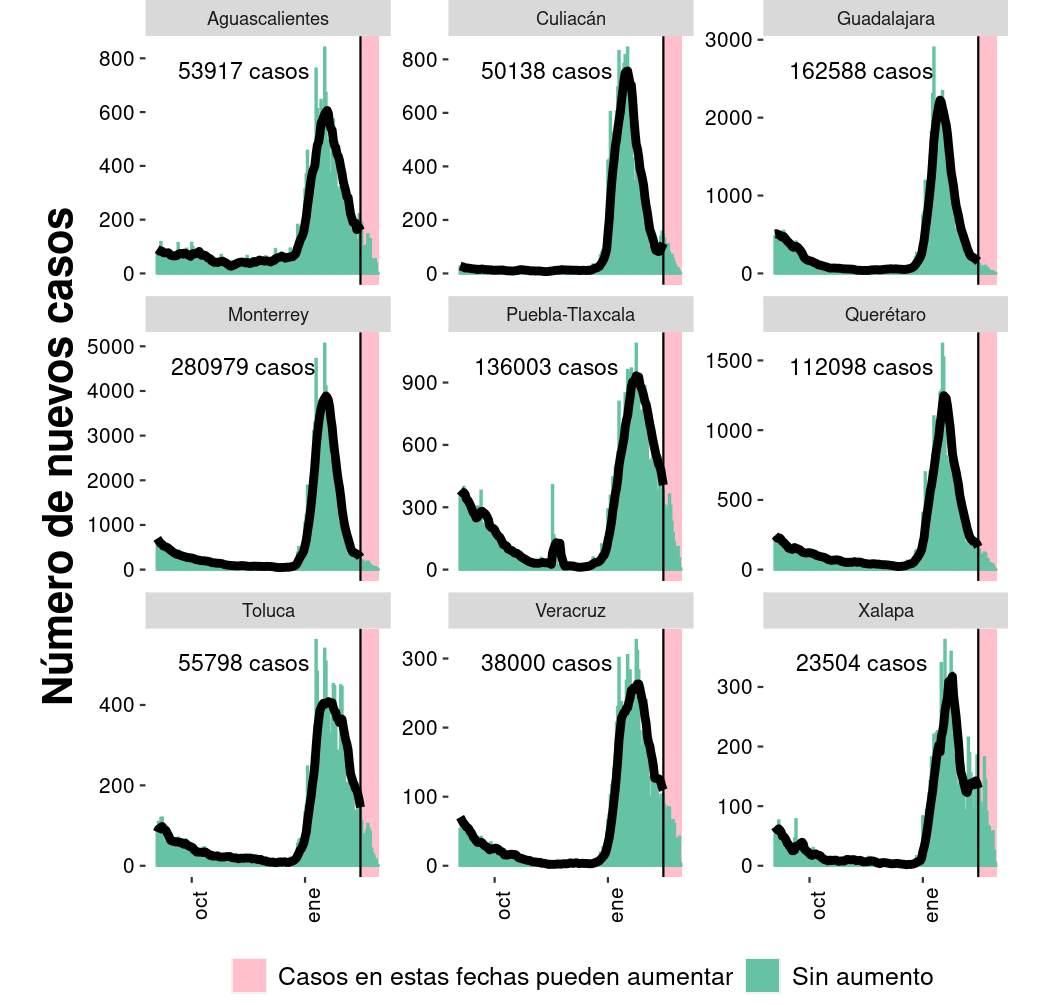 Número de nuevos casos
Aguascalientes
Culiacán
Guadalajara
53917 casos
50138 casos
162588 casos
800
600
400
200
0
800
600
400
200
0
3000
2000
1000
0
Monterrey
Puebla-Tlaxcala
Querétaro
280979 casos
136003 casos
112098 casos
5000
4000
3000
2000
1000
0
900
600
300
0
1500
1000
500
0
Toluca
Veracruz
Xalapa
55798 casos
38000 casos
23504 casos
400
200
0
300
200
100
0
300
200
100
0
oct
ene
oct
ene
oct
ene
Casos en estas fechas pueden aumentar
Sin aumento